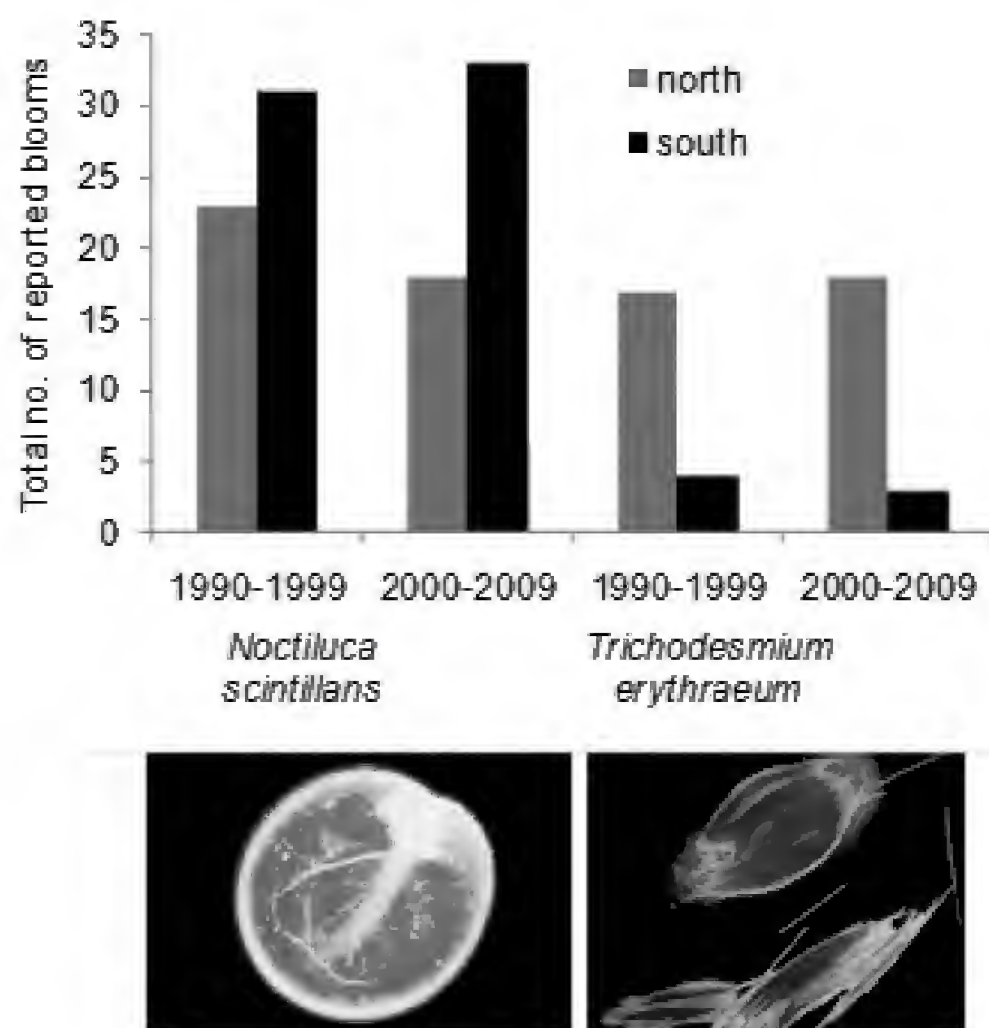 Total no. of reported blooms
35
30
25
20
15
10
5
0
north
south
1990-1999 2000-2009 1990-1999 2000-2009
Noctiluca Trichodesmium
scintillans erythraeum